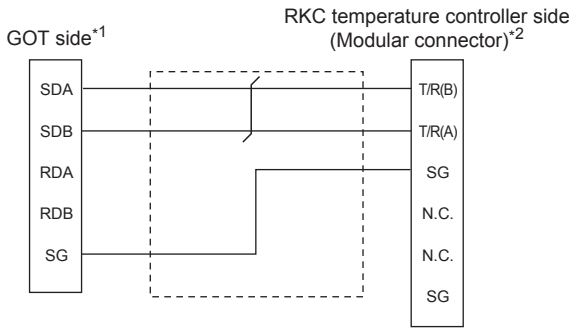 RKC temperature controller side
(Modular connector)*2
GOT side*1
SDA
SDB
RDA
RDB
SG
T/R(B)
T/R(A)
SG
N.C.
N.C.
SG